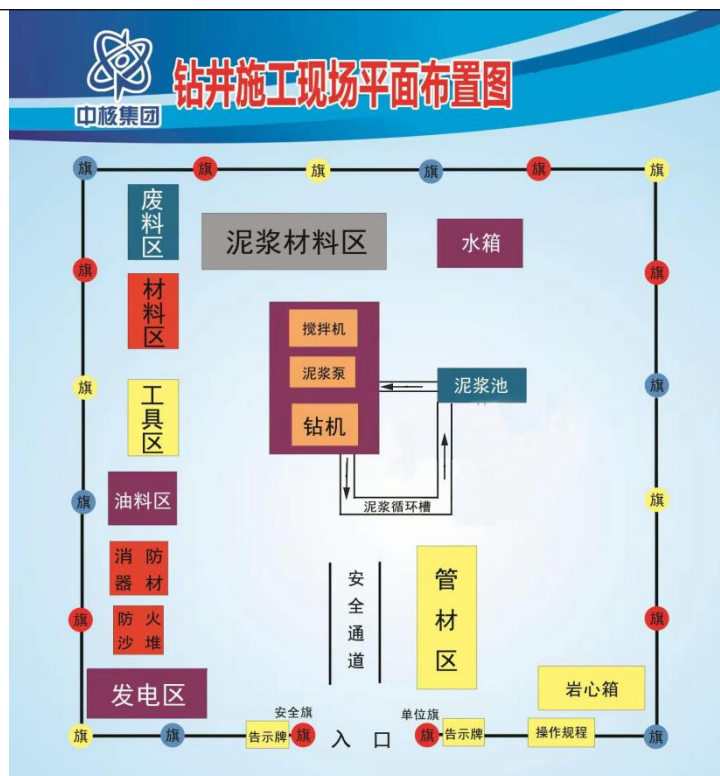 中核集团
钻井施工现场平面布置图
旗 旗 旗 旗 旗 旗
废料区
泥浆材料区
水箱
旗
旗
材料区
搅拌机
泥浆泵
泥浆池
旗
旗
工具区
钻机
油料区
旗
旗
泥浆循环槽
消防
器材
安全通道
管材区
防火
沙堆
旗
旗
发电区
岩心箱
安全旗
单位旗
旗 旗 告示牌 旗 入口 旗 告示牌 操作规程 旗